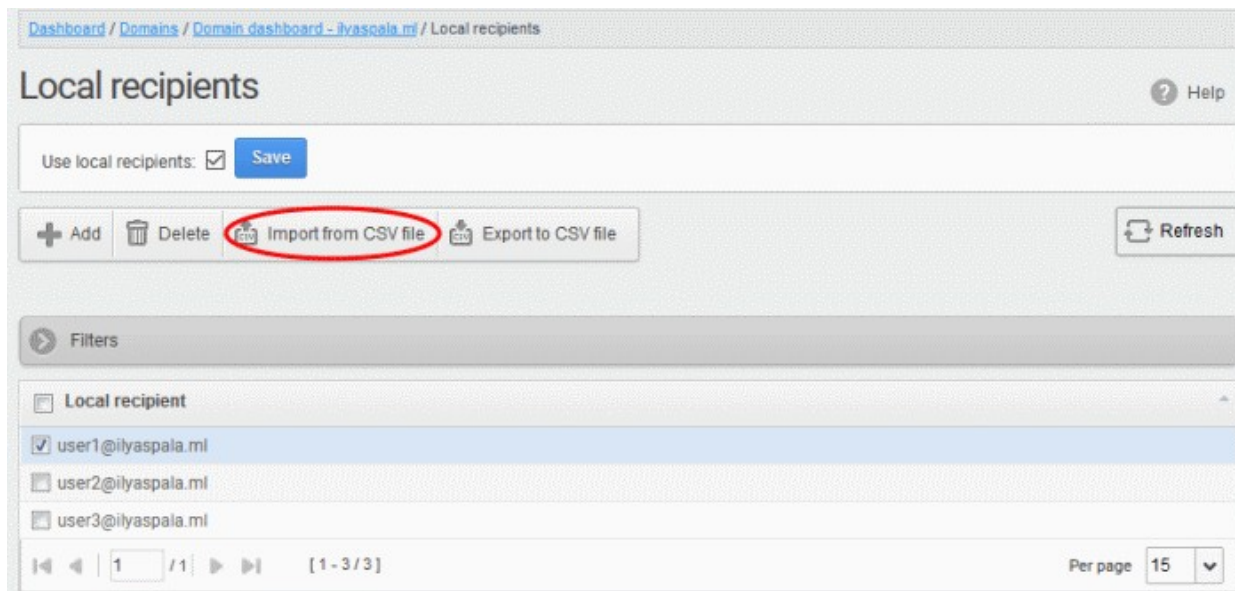 Dashboard / Domains / Domain dashboard - ilyaspala.ml / Local recipients
Local recipients
? Help
Use local recipients: Save
Add Delete CSV Import from CSV file CSV Export to CSV file Refresh
Filters
Local recipient
user1@ilyaspala.ml
user2@ilyaspala.ml
user3@ilyaspala.ml
1 / 1 [ 1 - 3 / 3 ] Per page 15